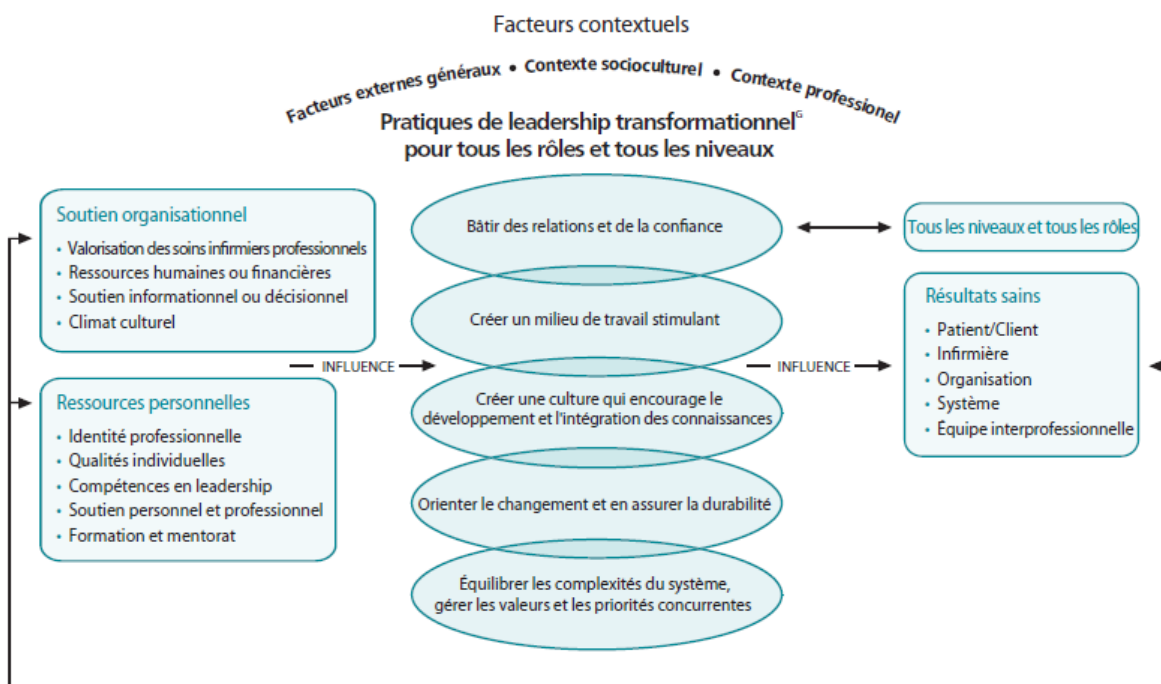 Facteurs contextuels
Facteurs externes généraux • Contexte socioculturel • Contexte professionel
Pratiques de leadership transformationnelG
pour tous les rôles et tous les niveaux
Soutien organisationnel
• Valorisation des soins infirmiers professionnels
• Ressources humaines ou financières
• Soutien informationnel ou décisionnel
• Climat culturel
Ressources personnelles
• Identité professionnelle
• Qualités individuelles
• Compétences en leadership
• Soutien personnel et professionnel
• Formation et mentorat
INFLUENCE
Bâtir des relations et de la confiance
Créer un milieu de travail stimulant
Créer une culture qui encourage le
développement et l'intégration des connaissances
Orienter le changement et en assurer la durabilité
Équilibrer les complexités du système,
gérer les valeurs et les priorités concurrentes
INFLUENCE
Tous les niveaux et tous les rôles
Résultats sains
• Patient/Client
• Infirmière
• Organisation
• Système
• Équipe interprofessionnelle